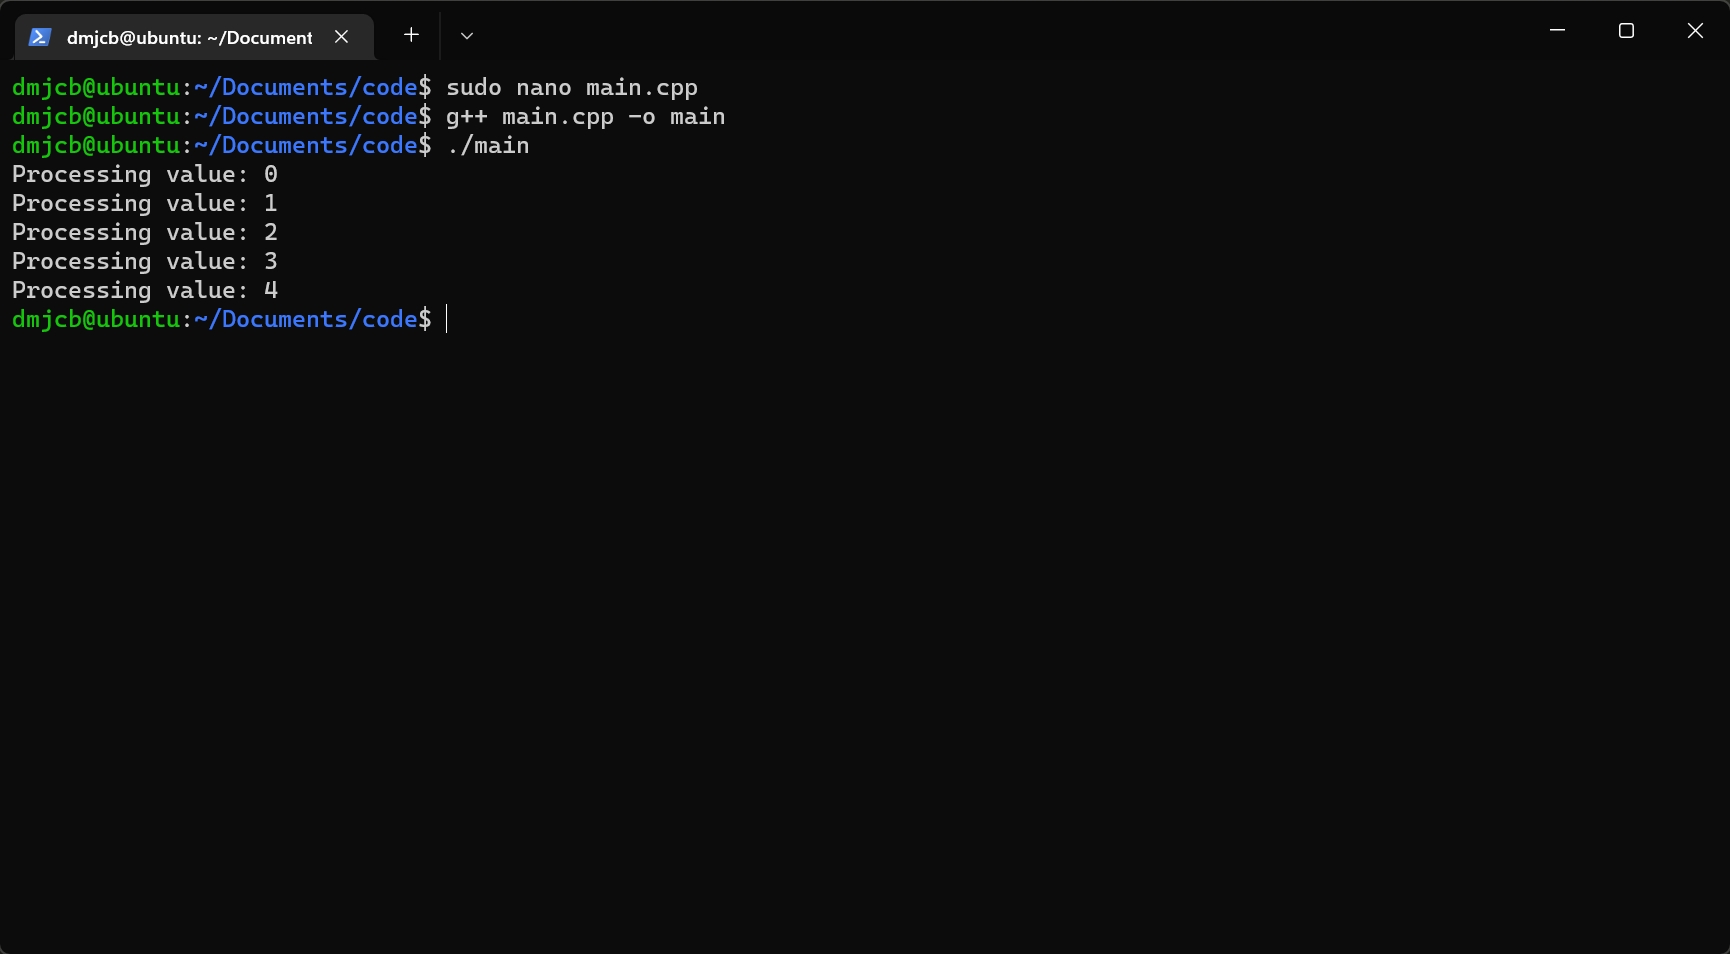 dmjcb@ubuntu: ~/Document
dmjcb@ubuntu:~/Documents/code$ sudo nano main.cpp
dmjcb@ubuntu:~/Documents/code$ g++ main.cpp -o main
dmjcb@ubuntu:~/Documents/code$ ./main
Processing value: 0
Processing value: 1
Processing value: 2
Processing value: 3
Processing value: 4
dmjcb@ubuntu:~/Documents/code$